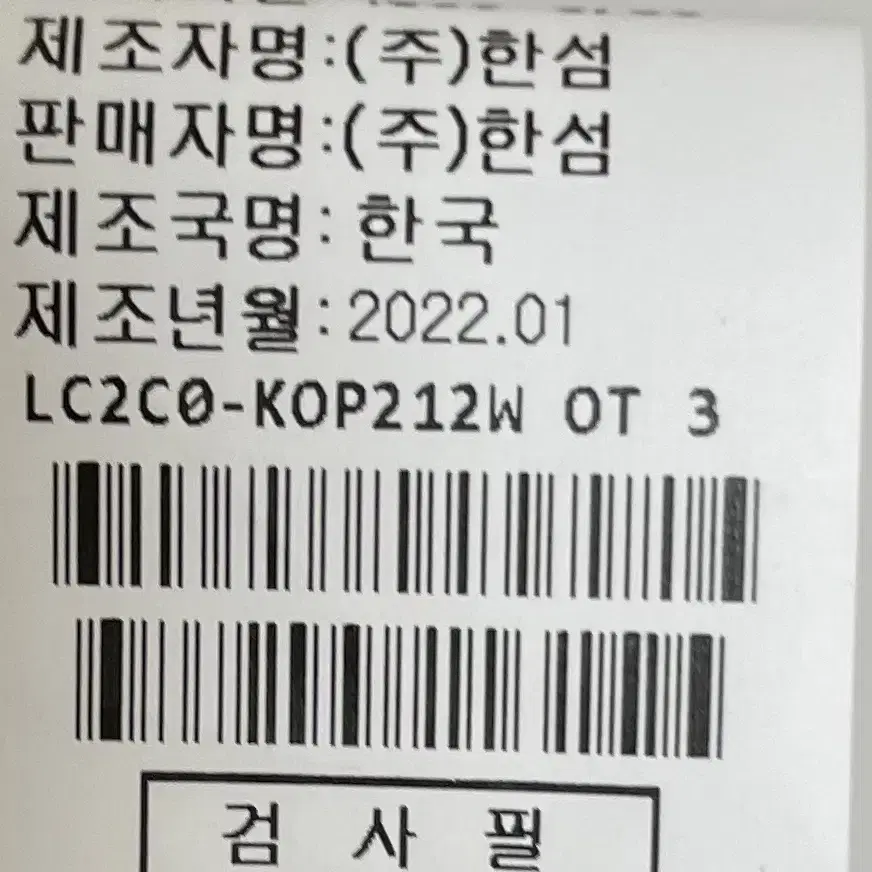 제조자명:(주)한섬
판매자명:(주)한섬
제조국명: 한국
제조년월:2022.01
LC2C0-KOP212W OT 3
검 사 필